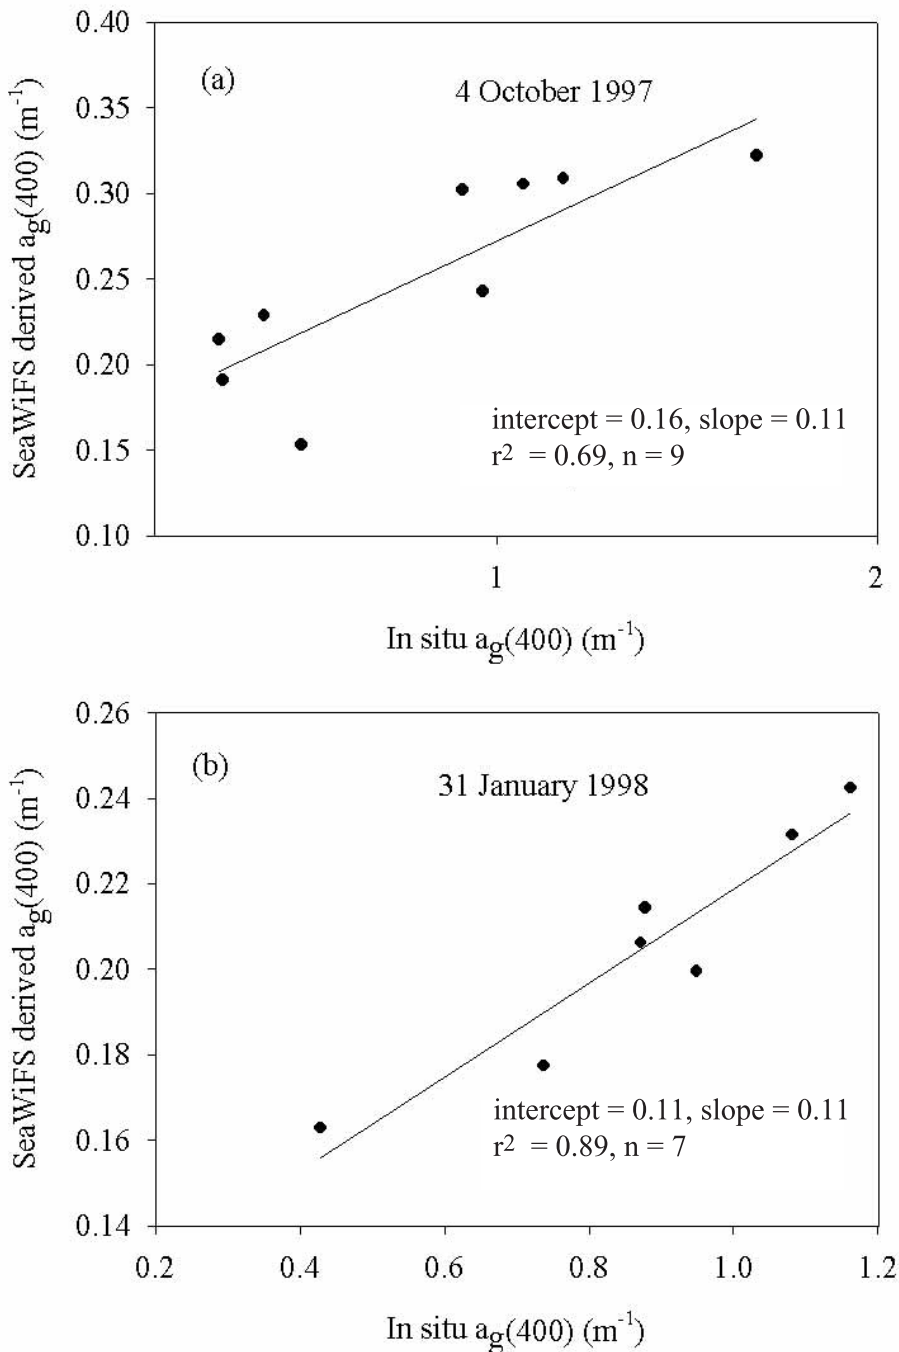 0.40
(a)
4 October 1997
0.35
0.30
0.25
0.20
0.15
0.10
SeaWiFS derived ag(400) (m-1)
intercept = 0.16, slope = 0.11
r2 = 0.69, n = 9
1 2
In situ ag(400) (m-1)
0.26
(b)
31 January 1998
0.24
0.22
0.20
0.18
0.16
0.14
SeaWiFS derived ag(400) (m-1)
intercept = 0.11, slope = 0.11
r2 = 0.89, n = 7
0.2 0.4 0.6 0.8 1.0 1.2
In situ ag(400) (m-1)